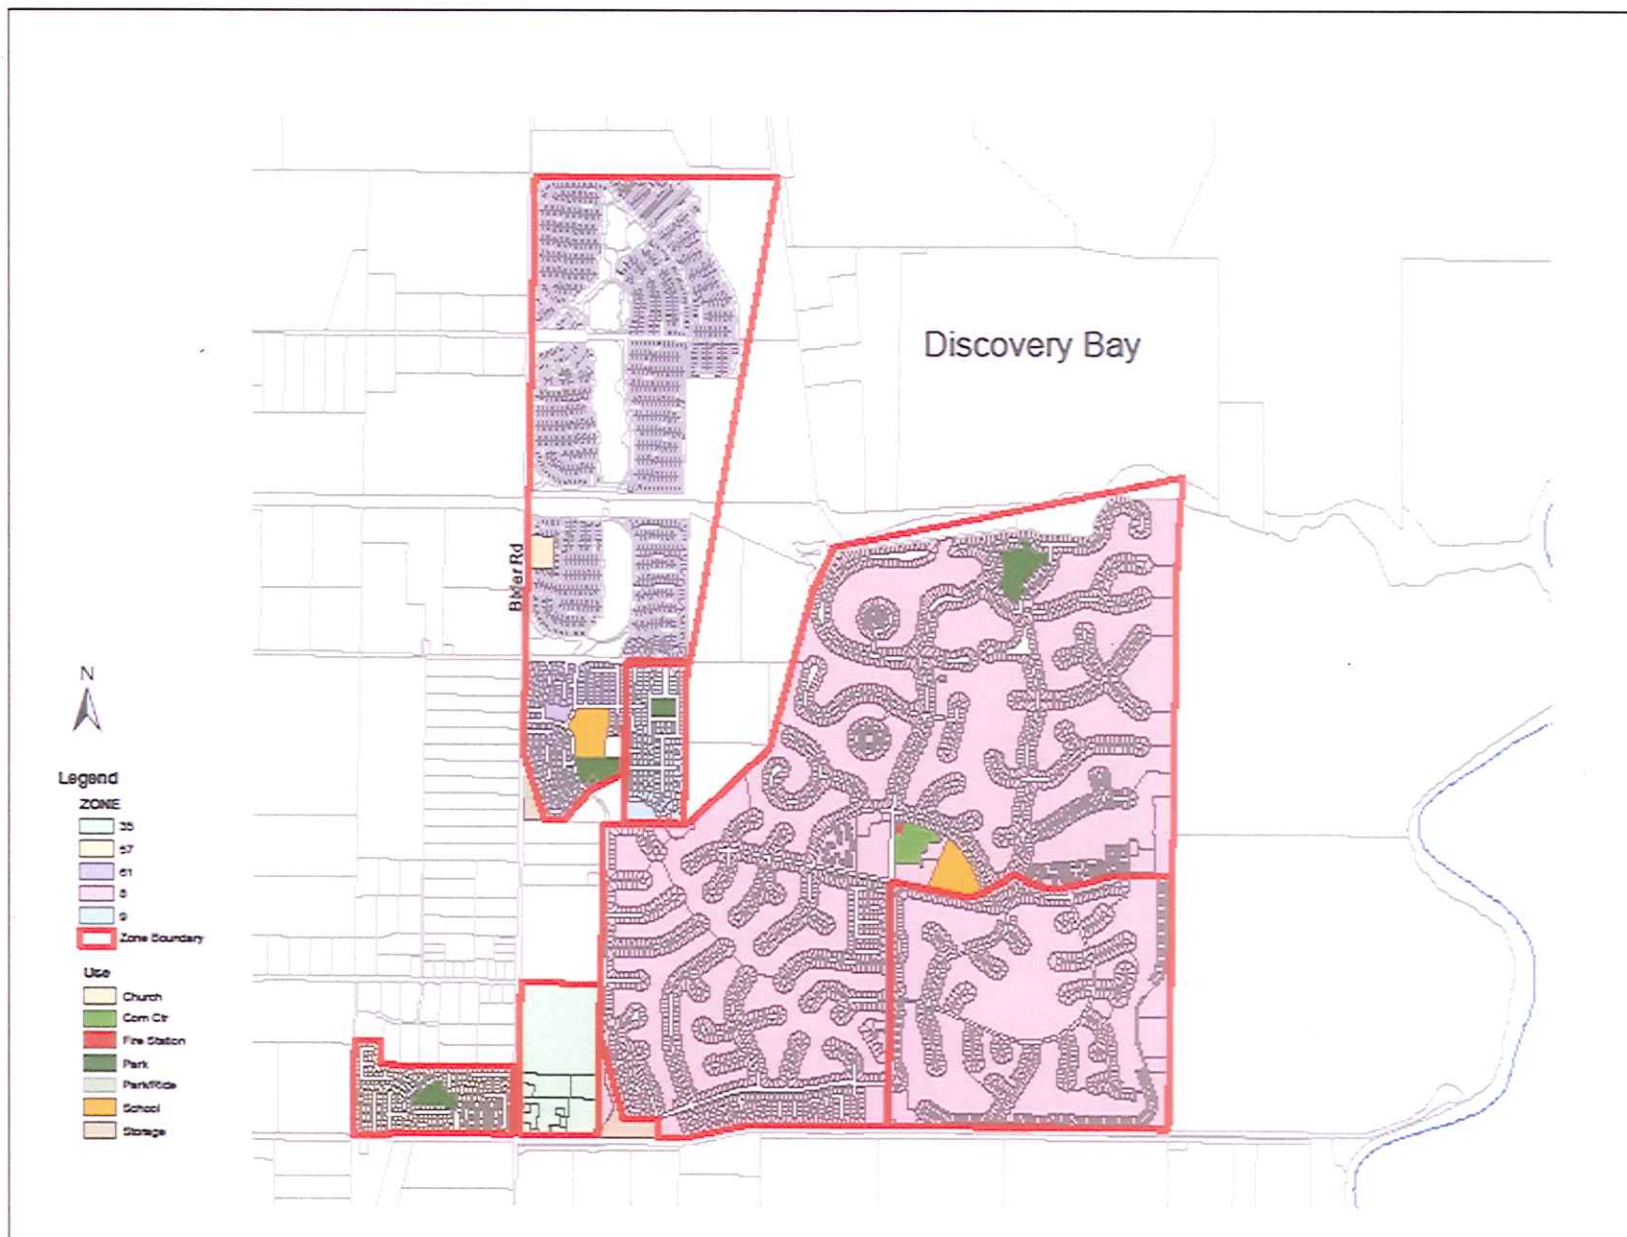 Discovery Bay
Bixler Rd
N
Legend
ZONE
35
57
61
8
9
Zone Boundary
Use
Church
Com Ctr
Fire Station
Park
Park/Ride
School
Storage